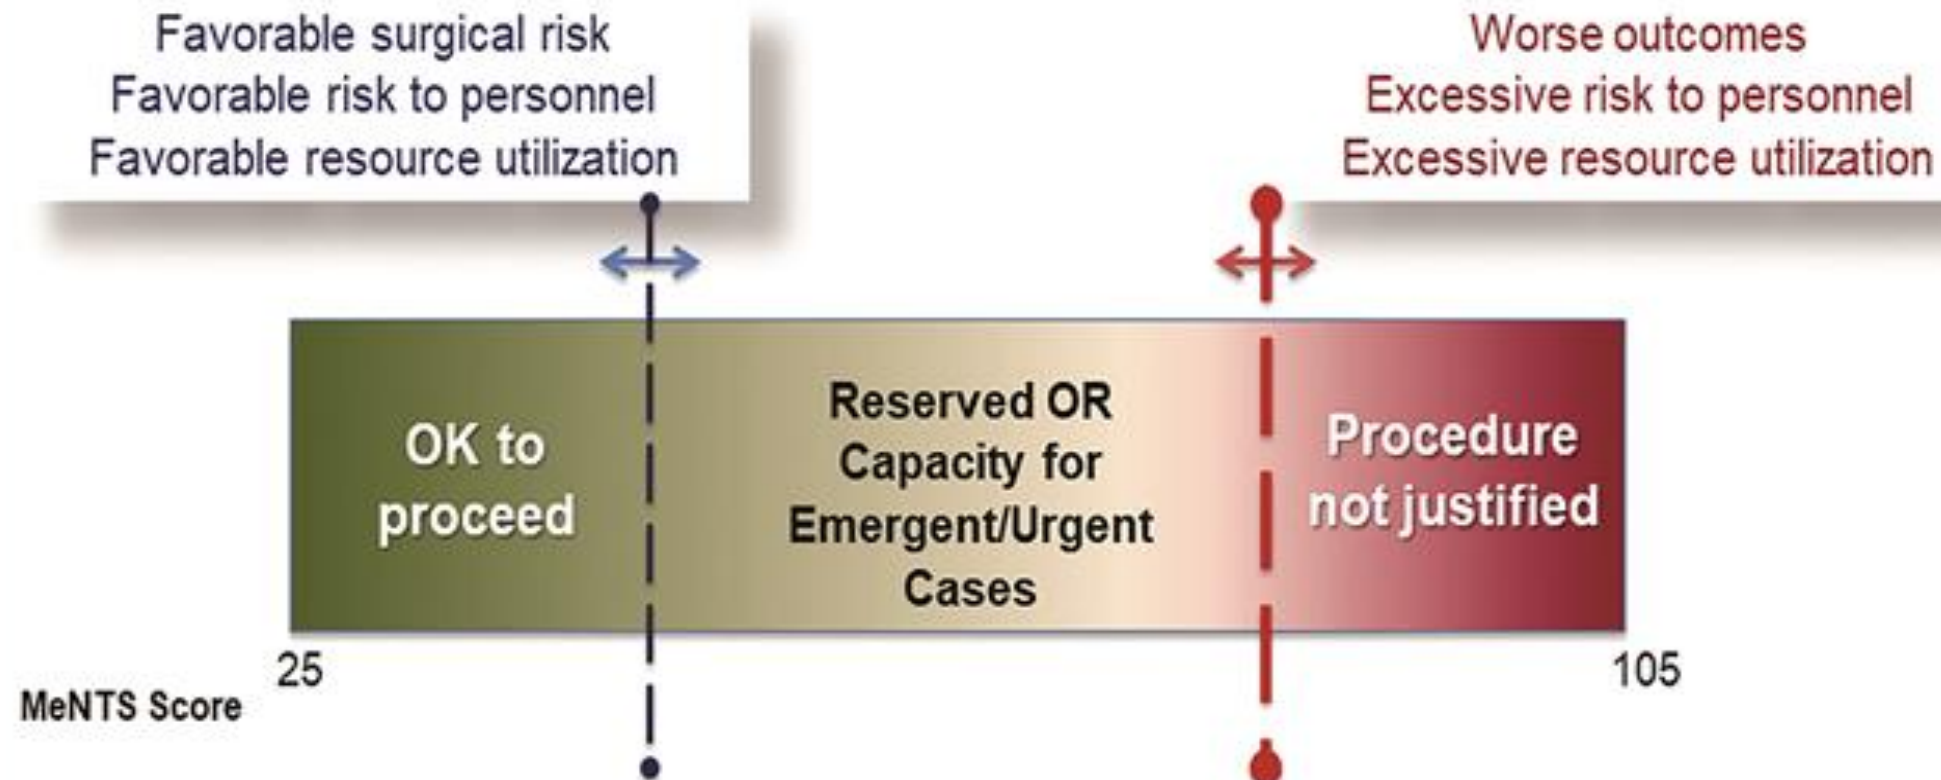 Favorable surgical risk
Favorable risk to personnel
Favorable resource utilization
Worse outcomes
Excessive risk to personnel
Excessive resource utilization
OK to
proceed
Reserved OR
Capacity for
Emergent/Urgent
Cases
Procedure
not justified
25
105
MeNTS Score